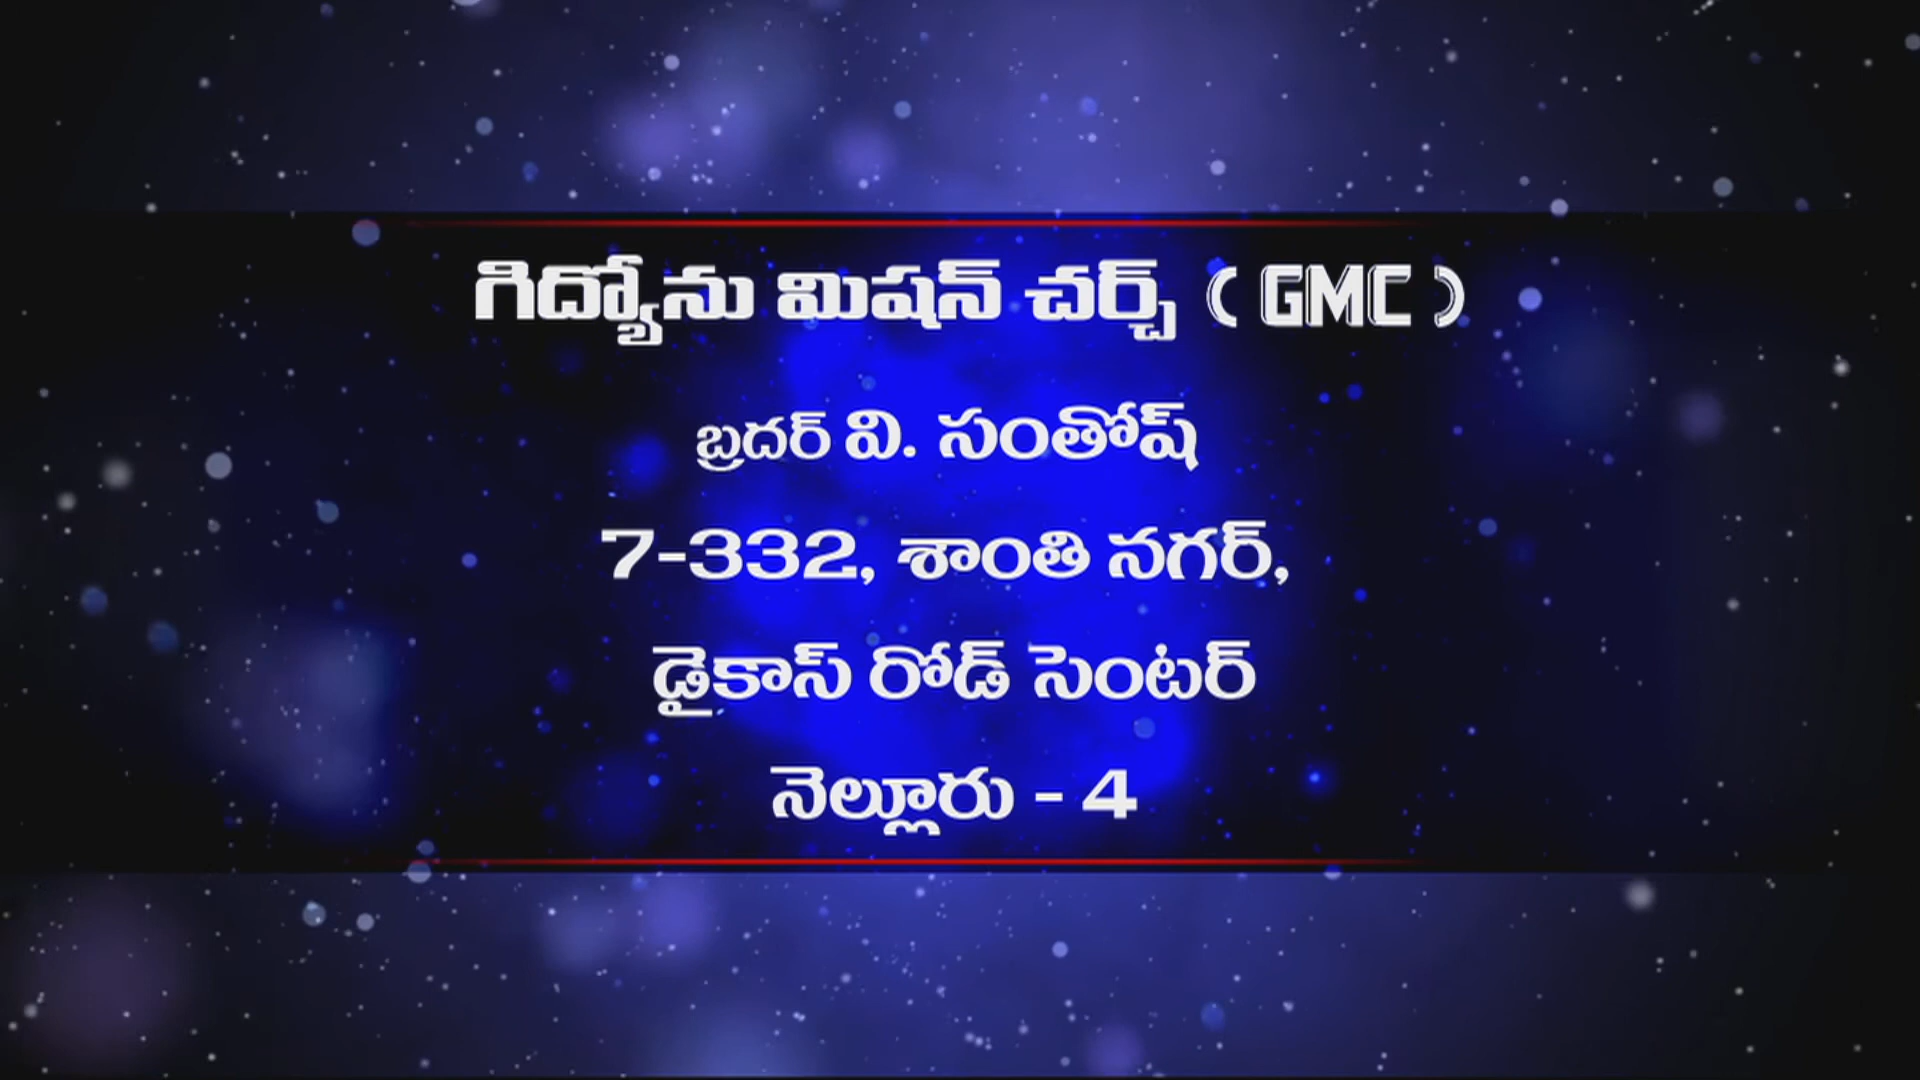 గిద్యోను మిషన్ చర్చ్ ( GMC )
బ్రదర్ వి. సంతోష్
7-332, శాంతి నగర్,
డైకాస్ రోడ్ సెంటర్
నెల్లూరు - 4